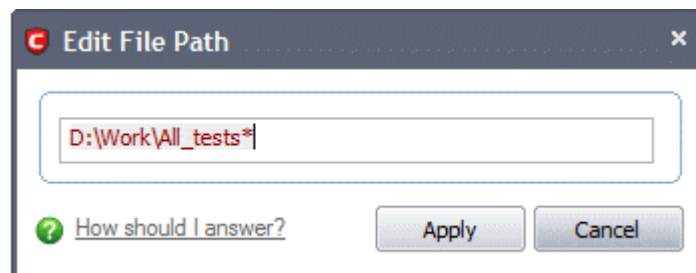 Edit File Path
D:\Work\All_tests*
How should I answer?
Apply
Cancel